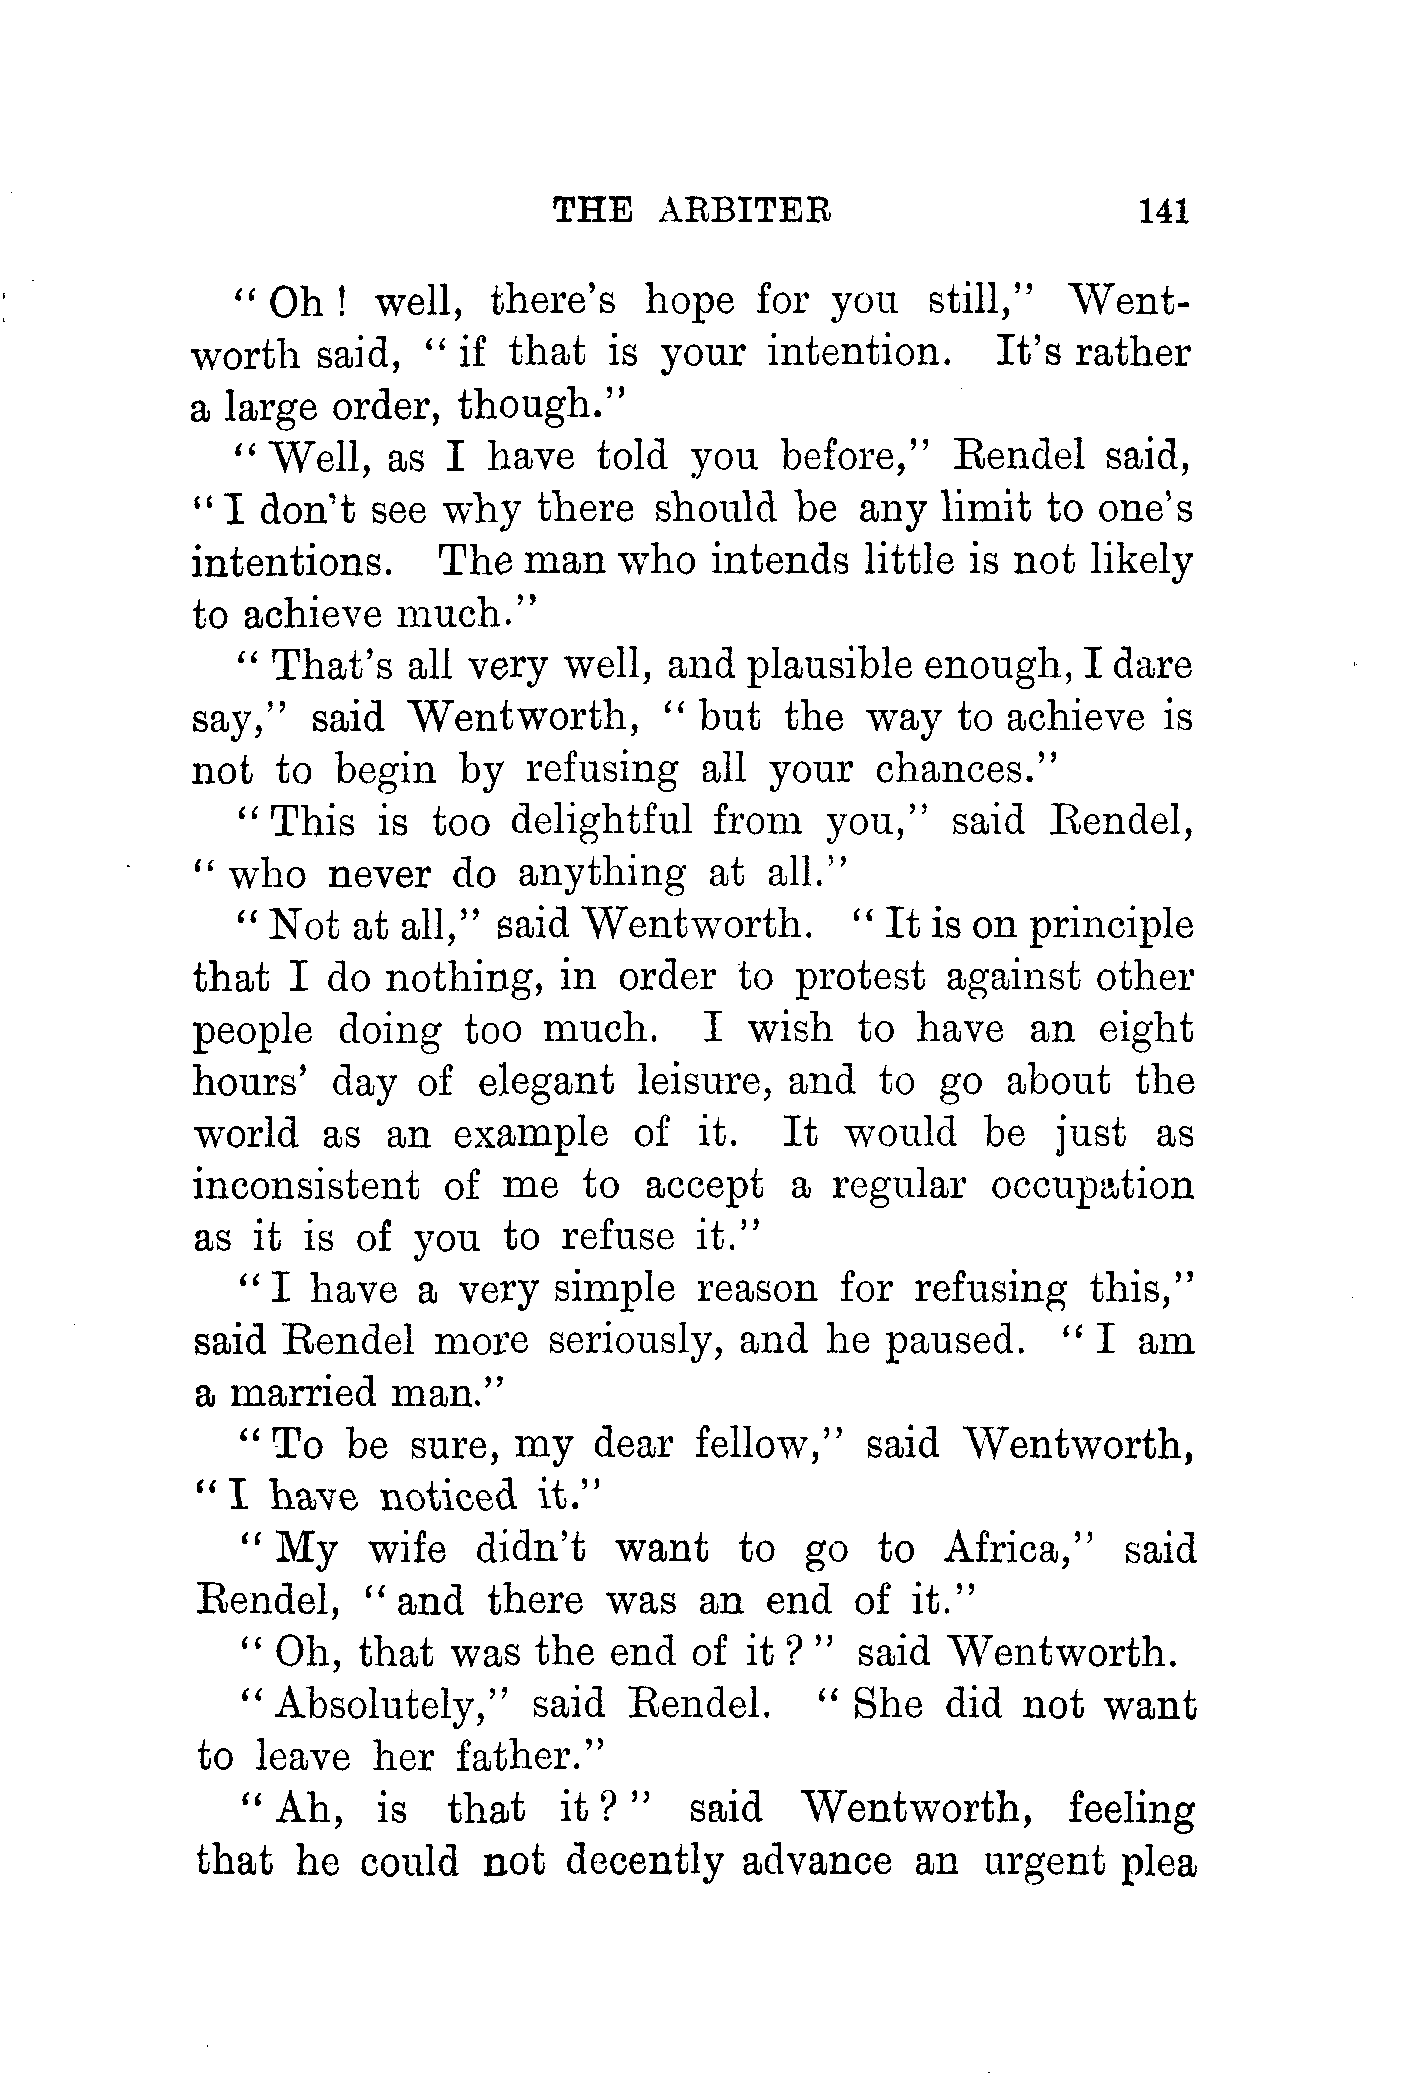 THE ARBITER 141
“ Oh ! well, there’s hope for you still,” Went-
worth said, “ if that is your intention. It’s rather
a large order, though.”
“ Well, as I have told you before,” Rendel said,
“ I don’t see why there should be any limit to one’s
intentions. The man who intends little is not likely
to achieve much.”
“ That’s all very well, and plausible enough, I dare
say,” said Wentworth, “ but the way to achieve is
not to begin by refusing all your chances.”
“ This is too delightful from you,” said Rendel,
“ who never do anything at all.”
“ Not at all,” said Wentworth. “ It is on principle
that I do nothing, in order to protest against other
people doing too much. I wish to have an eight
hours’ day of elegant leisure, and to go about the
world as an example of it. It would be just as
inconsistent of me to accept a regular occupation
as it is of you to refuse it.”
“ I have a very simple reason for refusing this,”
said Rendel more seriously, and he paused. “ I am
a married man.”
“ To be sure, my dear fellow,” said Wentworth,
“ I have noticed it.”
“ My wife didn’t want to go to Africa,” said
Rendel, “ and there was an end of it.”
“ Oh, that was the end of it ? ” said Wentworth.
“ Absolutely,” said Rendel. “ She did not want
to leave her father.”
“ Ah, is that it ? ” said Wentworth, feeling
that he could not decently advance an urgent plea